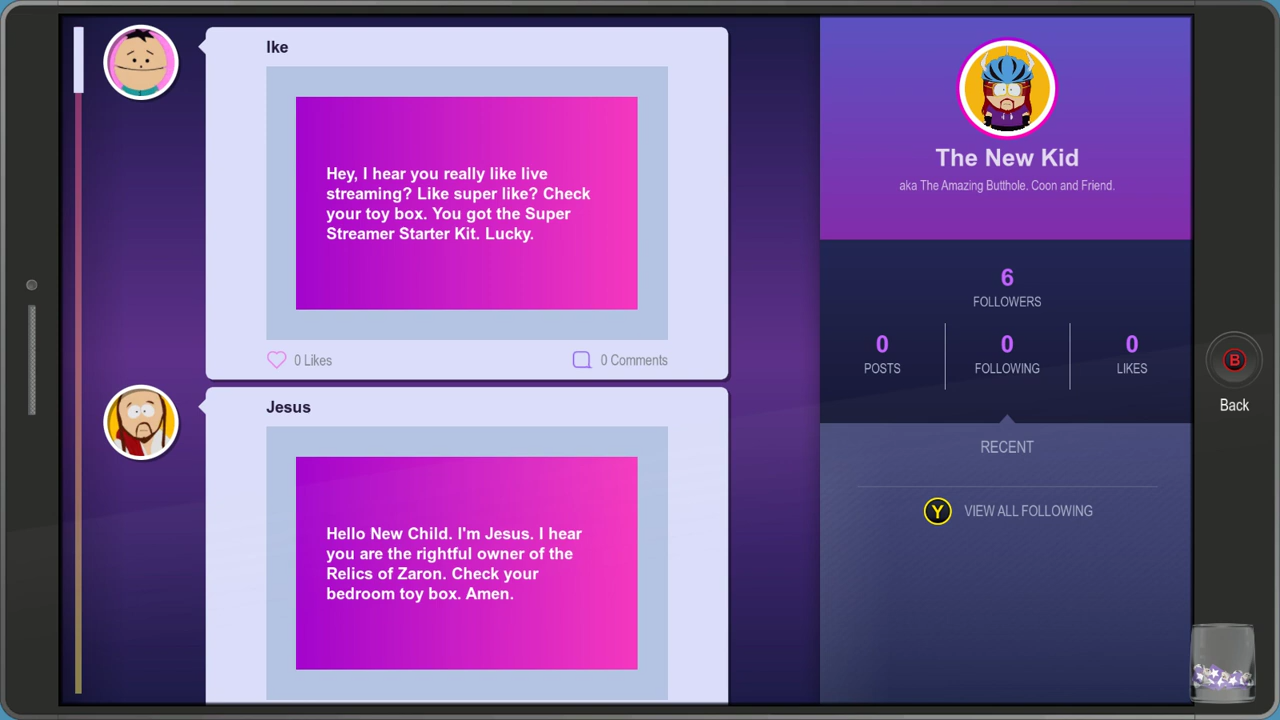 Ike
Hey, I hear you really like live
streaming? Like super like? Check
your toy box. You got the Super
Streamer Starter Kit. Lucky.
0 Likes
0 Comments
Jesus
Hello New Child. I'm Jesus. I hear
you are the rightful owner of the
Relics of Zaron. Check your
bedroom toy box. Amen.
The New Kid
aka The Amazing Butthole. Coon and Friend.
6
FOLLOWERS
0
POSTS
0
FOLLOWING
0
LIKES
RECENT
Y VIEW ALL FOLLOWING
B
Back